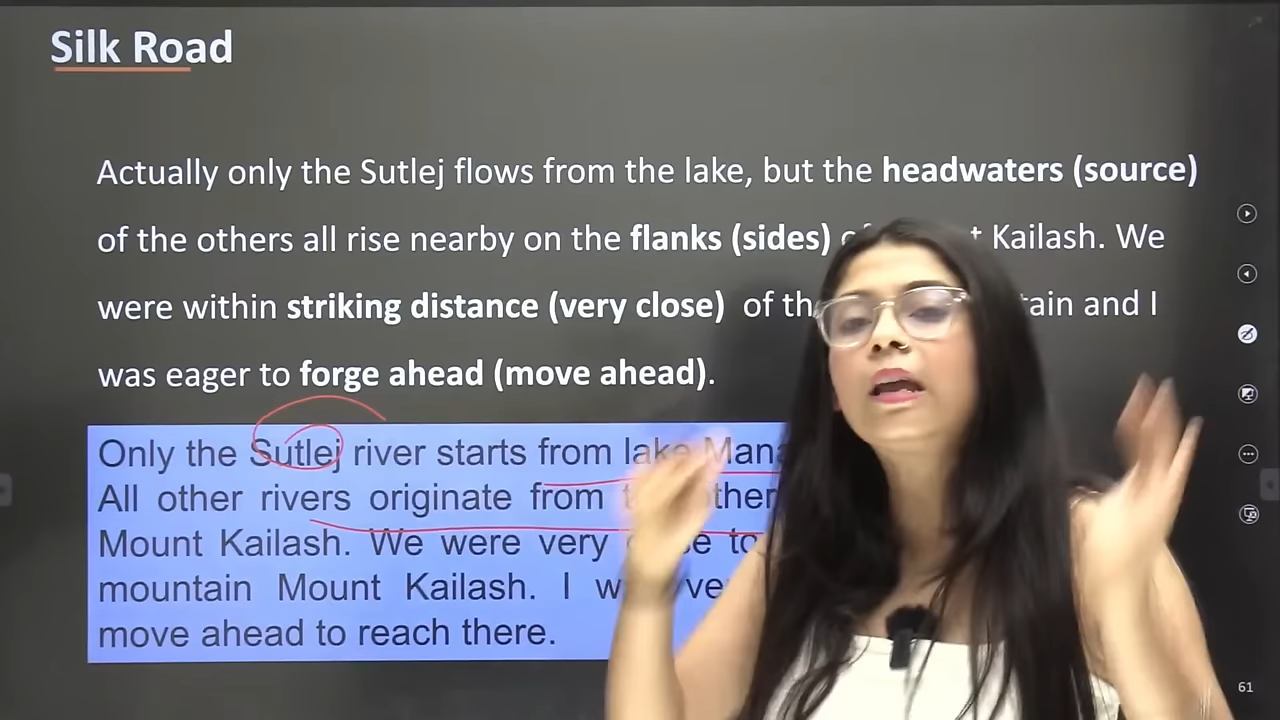 Silk Road
Actually only the Sutlej flows from the lake, but the headwaters (source)
of the others all rise nearby on the flanks (sides) Kailash. We
were within striking distance (very close) of and I
was eager to forge ahead (move ahead).
Only the Sutlej river starts from lake
All other rivers originate from
Mount Kailash. We were very to
mountain Mount Kailash. I
move ahead to reach there.
61